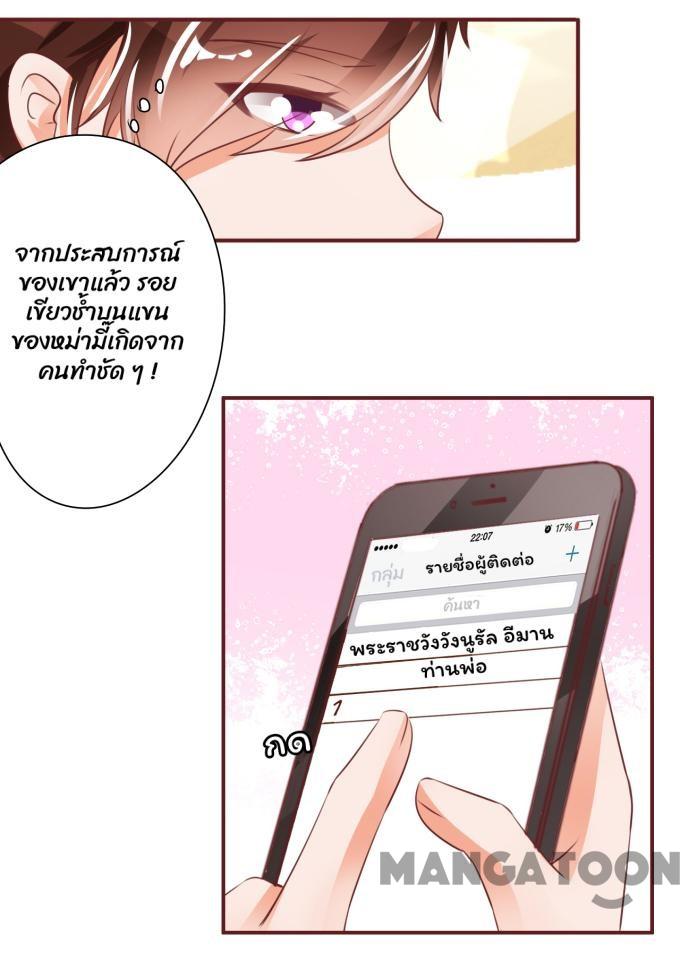 จากประสบการณ์
ของเขาแล้ว รอย
เขียวช้ำบนแขน
ของหม่ามี๊เกิดจาก
คนทำชัด ๆ !
22:07
17%
กลุ่ม
รายชื่อผู้ติดต่อ
+
ค้นหา
พระราชวังวังนูรัล อีมาน
ท่านพ่อ
1
กด
MANGATOON